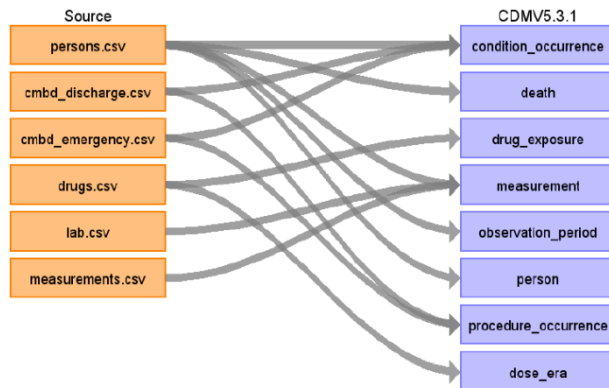 Source
CDMV5.3.1
persons.csv
condition_occurrence
cmbd_discharge.csv
death
cmbd_emergency.csv
drug_exposure
drugs.csv
measurement
lab.csv
observation_period
measurements.csv
person
procedure_occurrence
dose_era